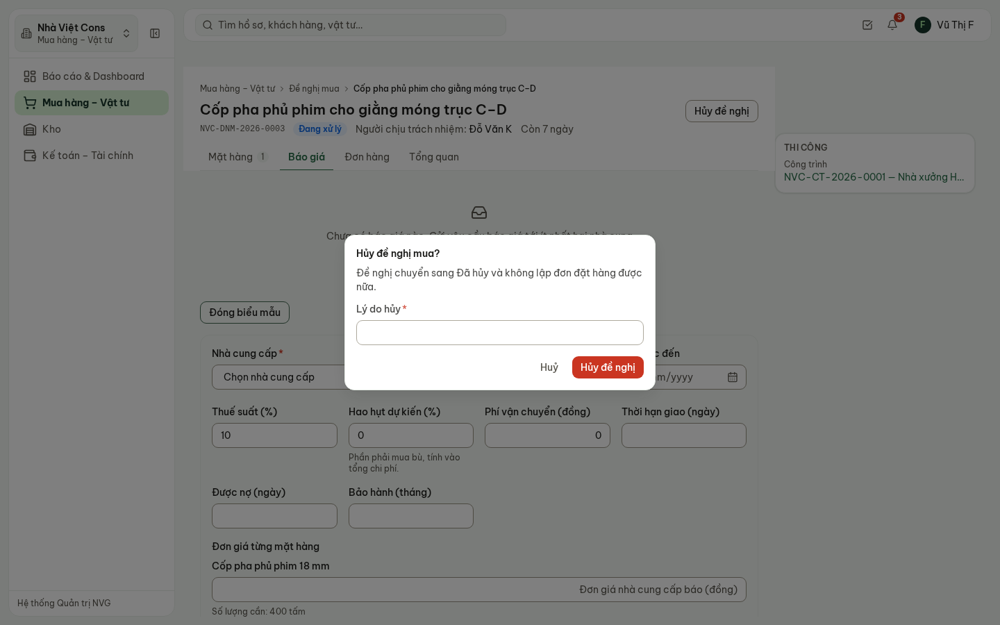 Nhà Việt Cons
Mua hàng – Vật tư
Tìm hồ sơ, khách hàng, vật tư...
3
F
Vũ Thị F
Báo cáo & Dashboard
Mua hàng – Vật tư
Kho
Kế toán – Tài chính
Hệ thống Quản trị NVG
Mua hàng – Vật tư > Đề nghị mua > Cốp pha phủ phim cho giằng móng trục C–D
Cốp pha phủ phim cho giằng móng trục C–D
Hủy đề nghị
NVC-DNM-2026-0003 Đang xử lý Người chịu trách nhiệm: Đỗ Văn K Còn 7 ngày
Mặt hàng 1 Báo giá Đơn hàng Tổng quan
THI CÔNG
Công trình
NVC-CT-2026-0001 — Nhà xưởng H...
Hủy đề nghị mua?
Đề nghị chuyển sang Đã hủy và không lập đơn đặt hàng được
nữa.
Lý do hủy *
Huỷ
Hủy đề nghị
Đóng biểu mẫu
Nhà cung cấp *
đến
Chọn nhà cung cấp
/yyyy
Thuế suất (%) Hao hụt dự kiến (%) Phí vận chuyển (đồng) Thời hạn giao (ngày)
10 0 0
Phần phải mua bù, tính vào
tổng chi phí.
Được nợ (ngày) Bảo hành (tháng)
Đơn giá từng mặt hàng
Cốp pha phủ phim 18 mm
Đơn giá nhà cung cấp báo (đồng)
Số lượng cần: 400 tấm